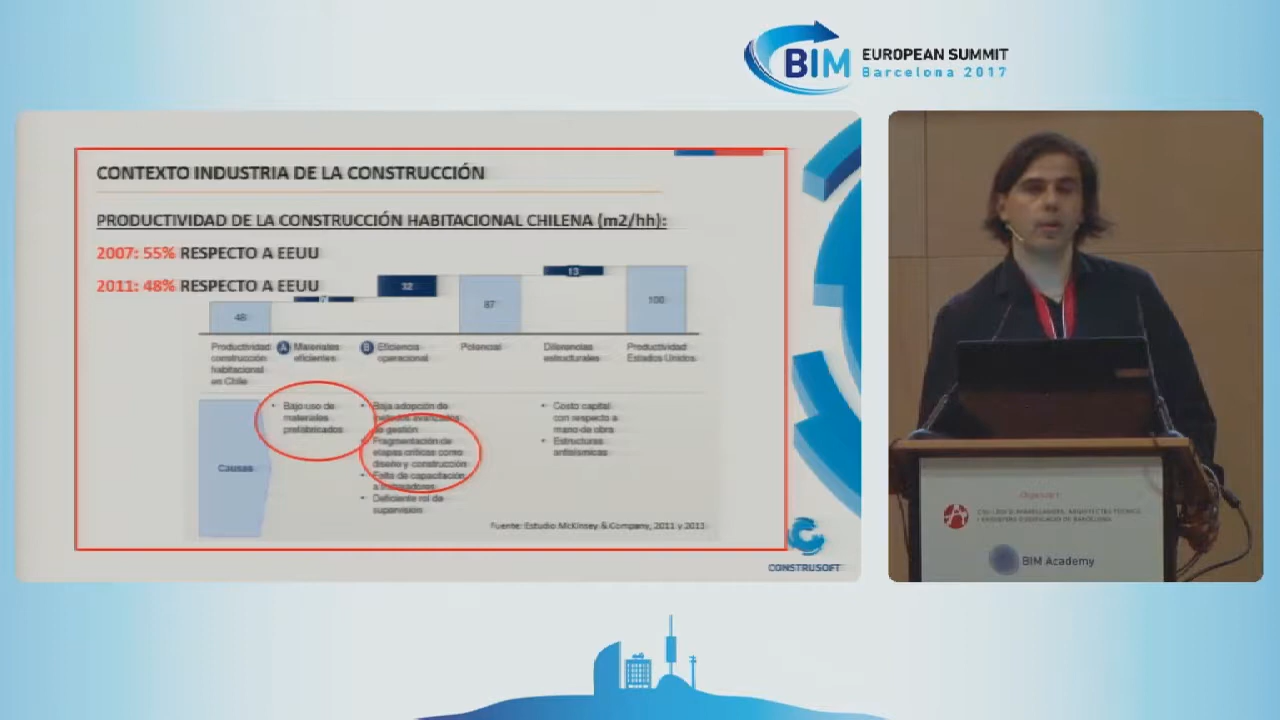 BIM EUROPEAN SUMMIT
Barcelona 2017
CONTEXTO INDUSTRIA DE LA CONSTRUCCIÓN
PRODUCTIVIDAD DE LA CONSTRUCCIÓN HABITACIONAL CHILENA (m2/hh):
2007: 55% RESPECTO A EEUU
2011: 48% RESPECTO A EEUU
48
7
32
87
13
100
Productividad
construcción
habitacional
en Chile
A Materiales
eficientes
B Eficiencia
operacional
Potencial
Diferencias
estructurales
Productividad
Estados Unidos
Causas
• Bajo uso de
materiales
prefabricados
• Baja adopción de
métodos avanzados
de gestión
• Fragmentación de
etapas críticas como
diseño y construcción
• Falta de capacitación
a trabajadores
• Deficiente rol de
supervisión
• Costo capital
con respecto a
mano de obra
• Estructuras
antisísmicas
Fuente: Estudio McKinsey & Company, 2011 y 2013
CONSTRUSOFT
BIM Academy